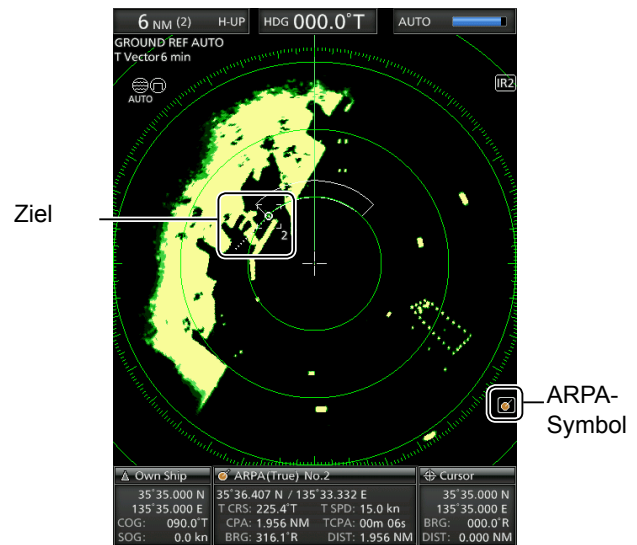 6 NM (2) H-UP HDG 000.0°T AUTO
GROUND REF AUTO
T Vector 6 min
AUTO
IR2
Ziel
2
ARPA-
Symbol
Own Ship
35°35.000 N
135°35.000 E
COG: 090.0°T
SOG: 0.0 kn
ARPA(True) No.2
35°36.407 N / 135°33.332 E
T CRS: 225.4°T T SPD: 15.0 kn
CPA: 1.956 NM TCPA: 00m 06s
BRG: 316.1°R DIST: 1.956 NM
Cursor
35°35.000 N
135°35.000 E
BRG: 000.0°R
DIST: 0.000 NM